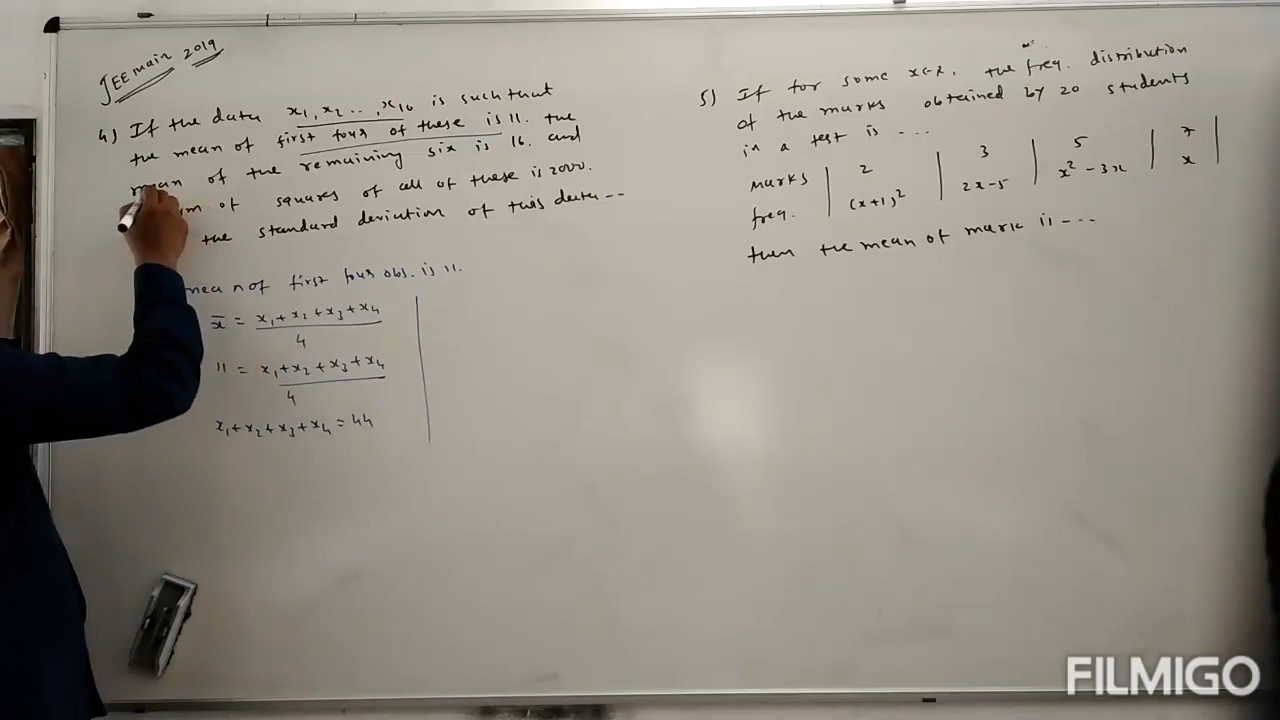 JEE main 2019
4) If the data x₁, x₂ ..., x₁₀ is such that
the mean of first four of these is 11. the
mean of the remaining six is 16. and
of squares of all of these is 2000.
the standard deviation of this data --
mean of first four obs. is 11.
x̄ = x₁+x₂+x₃+x₄ / 4
11 = x₁+x₂+x₃+x₄ / 4
x₁+x₂+x₃+x₄ = 44
5) If for some the freq. distribution
of the marks obtained by 20 students
in a test is ...
marks | 2 | 3 | 5 | 7 |
freq. | (x+1)² | 2x-5 | x²-3x | x |
then the mean of mark is ...
FILMIGO